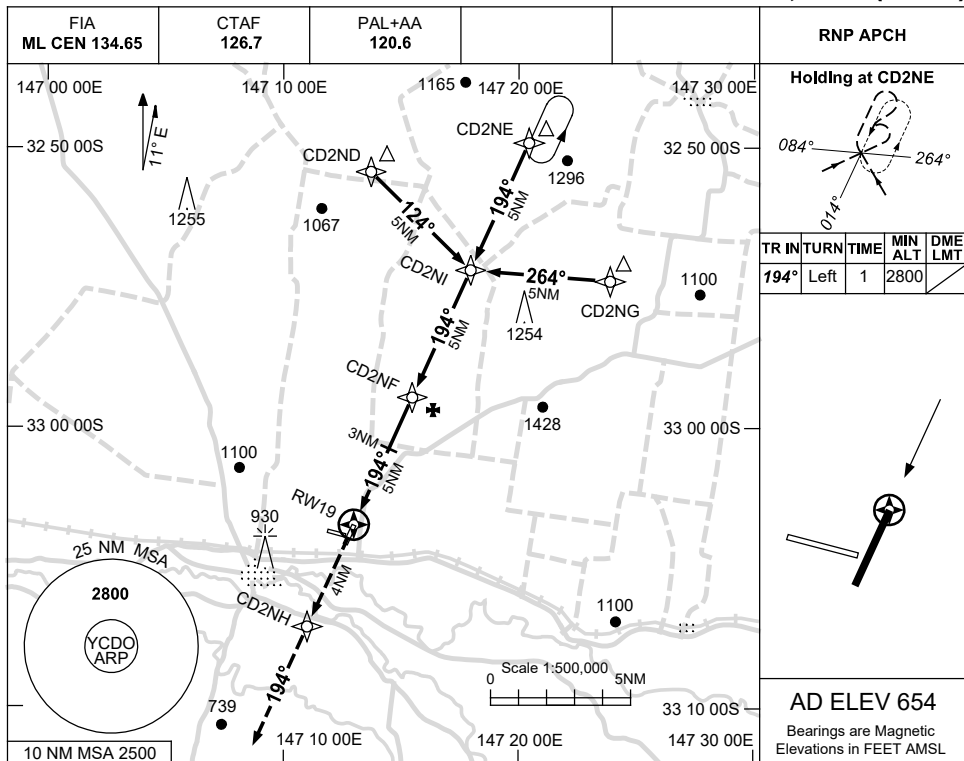 FIA
ML CEN 134.65
CTAF
126.7
PAL+AA
120.6
RNP APCH
147 00 00E
147 10 00E
1165
147 20 00E
147 30 00E
11° E
32 50 00S
32 50 00S
CD2NE
CD2ND
1296
1255
1067
194°
5NM
124°
5NM
CD2NI
264°
5NM
CD2NG
1100
1254
194°
5NM
CD2NF
1428
33 00 00S
33 00 00S
3NM
194°
5NM
1100
RW19
930
4NM
CD2NH
194°
1100
739
25 NM MSA
2800
YCDO
ARP
10 NM MSA 2500
Scale 1:500,000
0
5NM
33 10 00S
147 10 00E
147 20 00E
147 30 00E
Holding at CD2NE
084°
264°
014°
TR IN
TURN
TIME
MIN ALT
DME LMT
194°
Left
1
2800
AD ELEV 654
Bearings are Magnetic
Elevations in FEET AMSL